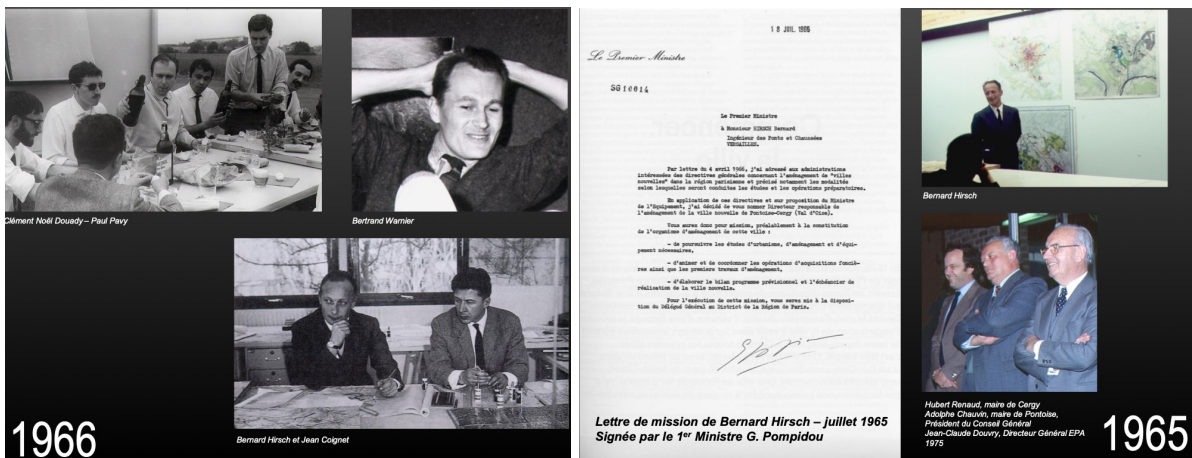 Clément Noël Douady – Paul Pavy
Bertrand Warnier
Bernard Hirsch et Jean Coignet
1966
1 8 JUIL. 1966
Le Premier Ministre
SG 10014
Le Premier Ministre
à Monsieur HIRSCH Bernard
Ingénieur des Ponts et Chaussées
VERSAILLES.
Par lettre du 4 avril 1966, j'ai adressé aux administrations
intéressées des directives générales concernant l'aménagement de "villes
nouvelles" dans la région parisienne et précisé notamment les modalités
selon lesquelles seront conduites les études et les opérations préparatoires.
En application de ces directives et sur proposition du Ministre
de l'Equipement, j'ai décidé de vous nommer Directeur responsable de
l'aménagement de la ville nouvelle de Pontoise-Cergy (Val d'Oise).
Vous aurez donc pour mission, préalablement à la constitution
de l'organisme d'aménagement de cette ville :
- de poursuivre les études d'urbanisme, d'aménagement et d'équi-
pement nécessaires,
- d'animer et de coordonner les opérations d'acquisitions fonciè-
res ainsi que les premiers travaux d'aménagement,
- d'élaborer le bilan programme prévisionnel et l'échéancier de
réalisation de la ville nouvelle.
Pour l'exécution de cette mission, vous serez mis à la disposi-
tion du Délégué Général au District de la Région de Paris.
Lettre de mission de Bernard Hirsch – juillet 1965
Signée par le 1er Ministre G. Pompidou
Bernard Hirsch
Hubert Renaud, maire de Cergy
Adolphe Chauvin, maire de Pontoise,
Président du Conseil Général
Jean-Claude Douvry, Directeur Général EPA
1975
1965